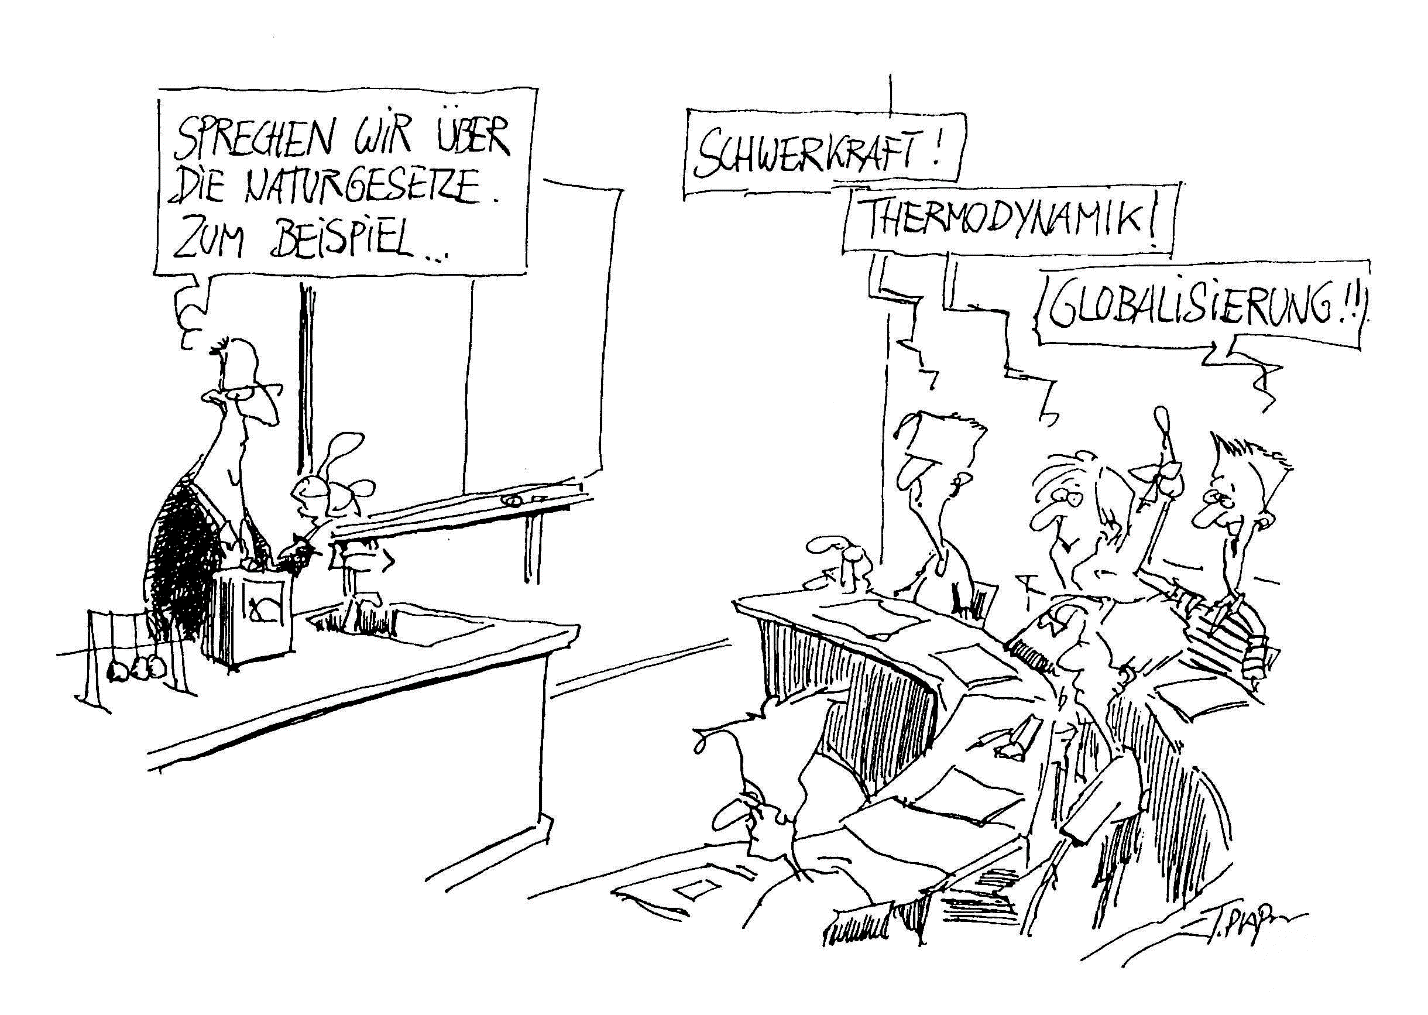 SPRECHEN WIR ÜBER
DIE NATURGESETZE.
ZUM BEISPIEL...
SCHWERKRAFT!
THERMODYNAMIK!
GLOBALISIERUNG!!